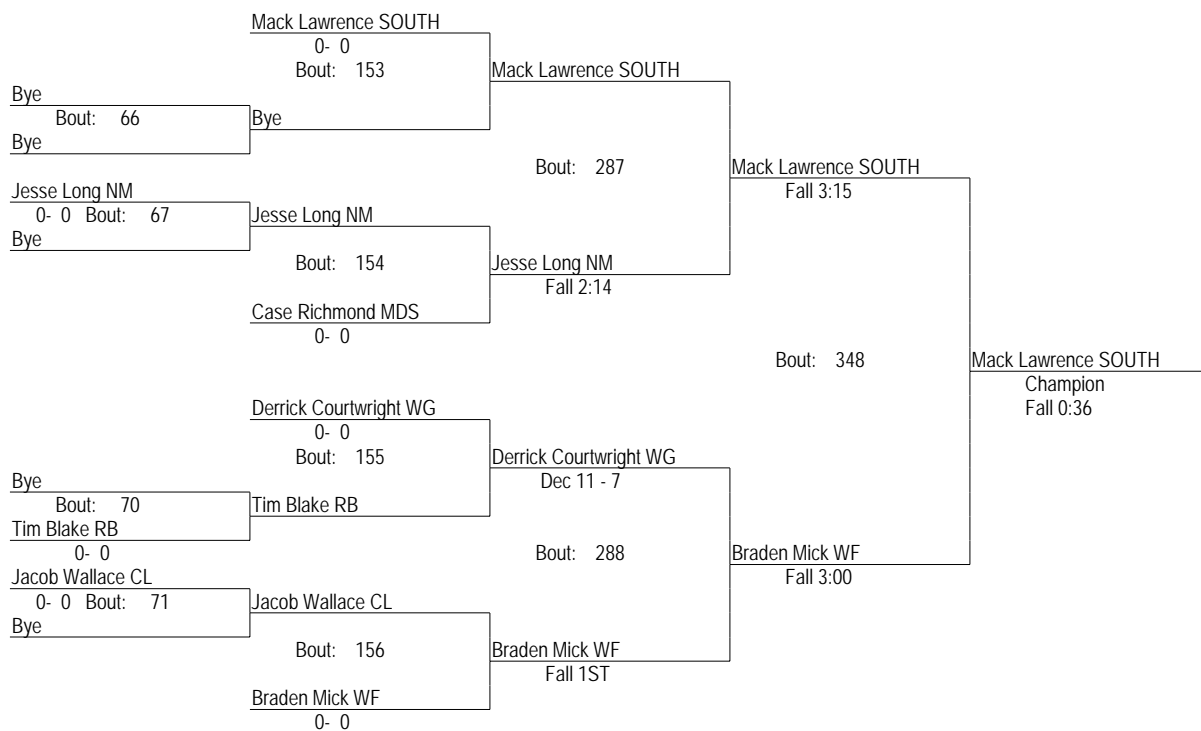 Mack Lawrence SOUTH
0- 0
Bout: 153
Mack Lawrence SOUTH
Bye
Bout: 66
Bye
Bye
Bout: 287
Mack Lawrence SOUTH
Fall 3:15
Jesse Long NM
0- 0 Bout: 67
Jesse Long NM
Bye
Bout: 154
Jesse Long NM
Fall 2:14
Case Richmond MDS
0- 0
Bout: 348
Mack Lawrence SOUTH
Champion
Fall 0:36
Derrick Courtwright WG
0- 0
Bout: 155
Derrick Courtwright WG
Dec 11 - 7
Bye
Bout: 70
Tim Blake RB
Tim Blake RB
0- 0
Bout: 288
Braden Mick WF
Fall 3:00
Jacob Wallace CL
0- 0 Bout: 71
Jacob Wallace CL
Bye
Bout: 156
Braden Mick WF
Fall 1ST
Braden Mick WF
0- 0